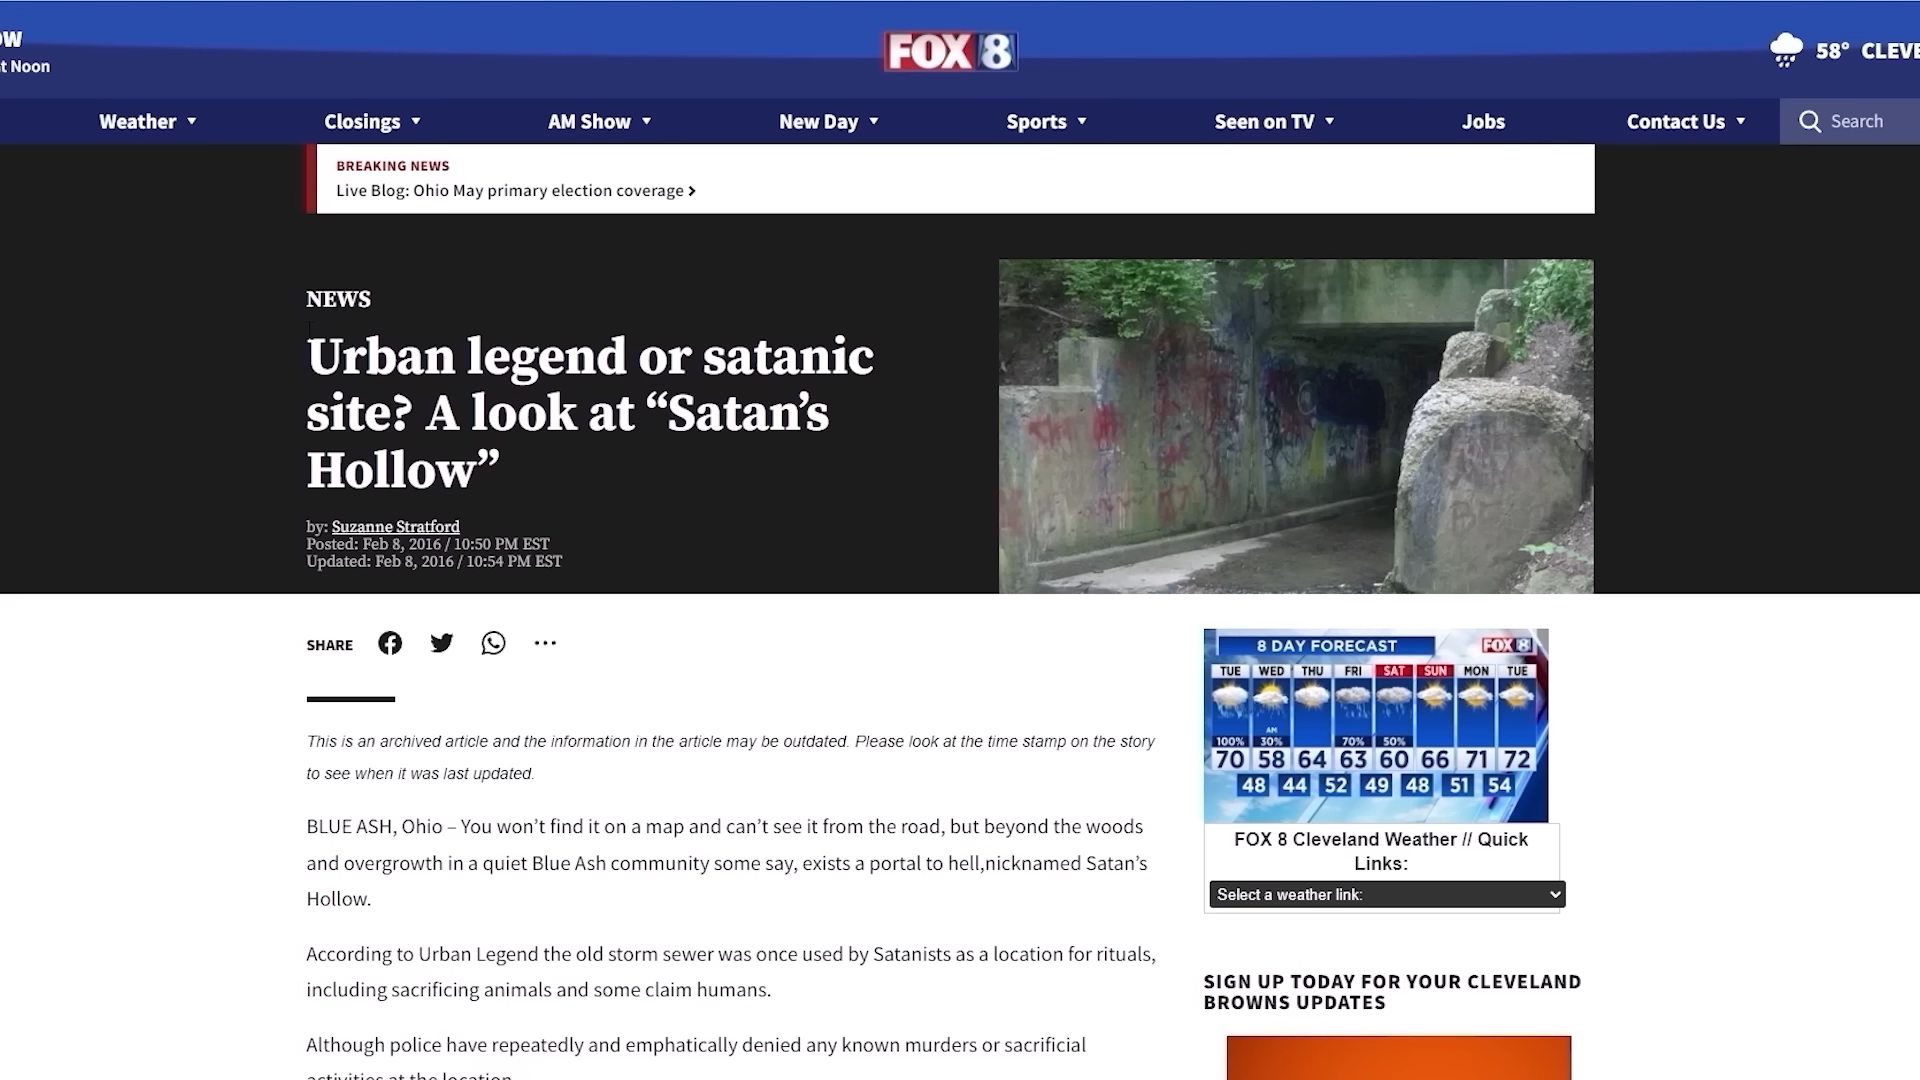 OW
t Noon
FOX 8
58° CLEVE
Weather
Closings
AM Show
New Day
Sports
Seen on TV
Jobs
Contact Us
Search
BREAKING NEWS
Live Blog: Ohio May primary election coverage
NEWS
Urban legend or satanic
site? A look at “Satan’s
Hollow”
by: Suzanne Stratford
Posted: Feb 8, 2016 / 10:50 PM EST
Updated: Feb 8, 2016 / 10:54 PM EST
SHARE
This is an archived article and the information in the article may be outdated. Please look at the time stamp on the story
to see when it was last updated.
BLUE ASH, Ohio – You won’t find it on a map and can’t see it from the road, but beyond the woods
and overgrowth in a quiet Blue Ash community some say, exists a portal to hell,nicknamed Satan’s
Hollow.
According to Urban Legend the old storm sewer was once used by Satanists as a location for rituals,
including sacrificing animals and some claim humans.
Although police have repeatedly and emphatically denied any known murders or sacrificial
activities at the location.
8 DAY FORECAST
FOX 8
TUE WED THU FRI SAT SUN MON TUE
AM
100% 30% 70% 50%
70 58 64 63 60 66 71 72
48 44 52 49 48 51 54
FOX 8 Cleveland Weather // Quick
Links:
Select a weather link:
SIGN UP TODAY FOR YOUR CLEVELAND
BROWNS UPDATES